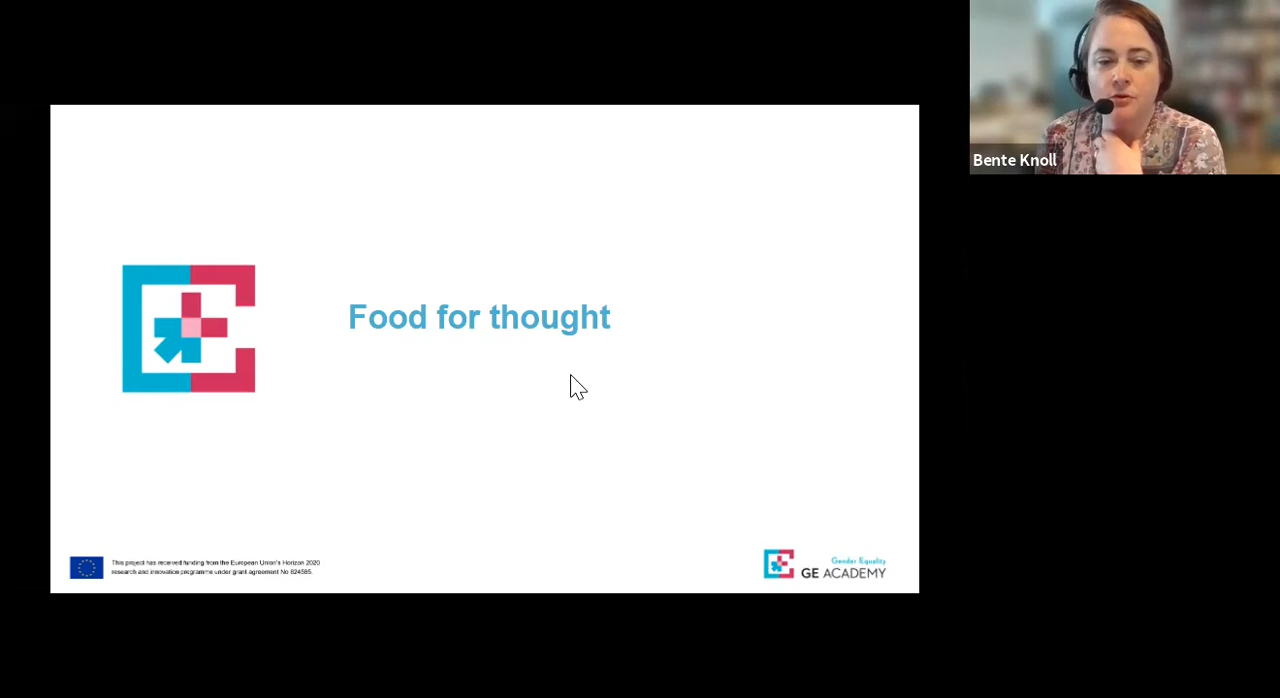 Bente Knoll
Food for thought
This project has received funding from the European Union's Horizon 2020
research and innovation programme under grant agreement No 824585.
Gender Equality
GE ACADEMY